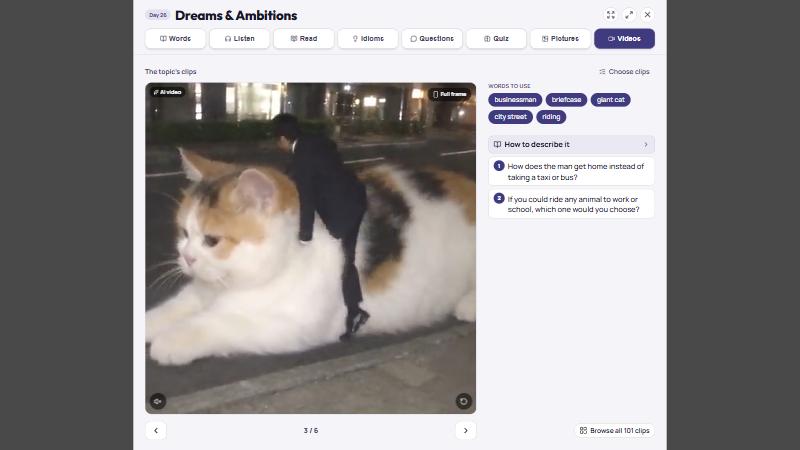 Day 26 Dreams & Ambitions
Words Listen Read Idioms Questions Quiz Pictures Videos
The topic's clips
Choose clips
AI video
Full frame
WORDS TO USE
businessman briefcase giant cat
city street riding
How to describe it
1 How does the man get home instead of
taking a taxi or bus?
2 If you could ride any animal to work or
school, which one would you choose?
3 / 6
Browse all 101 clips